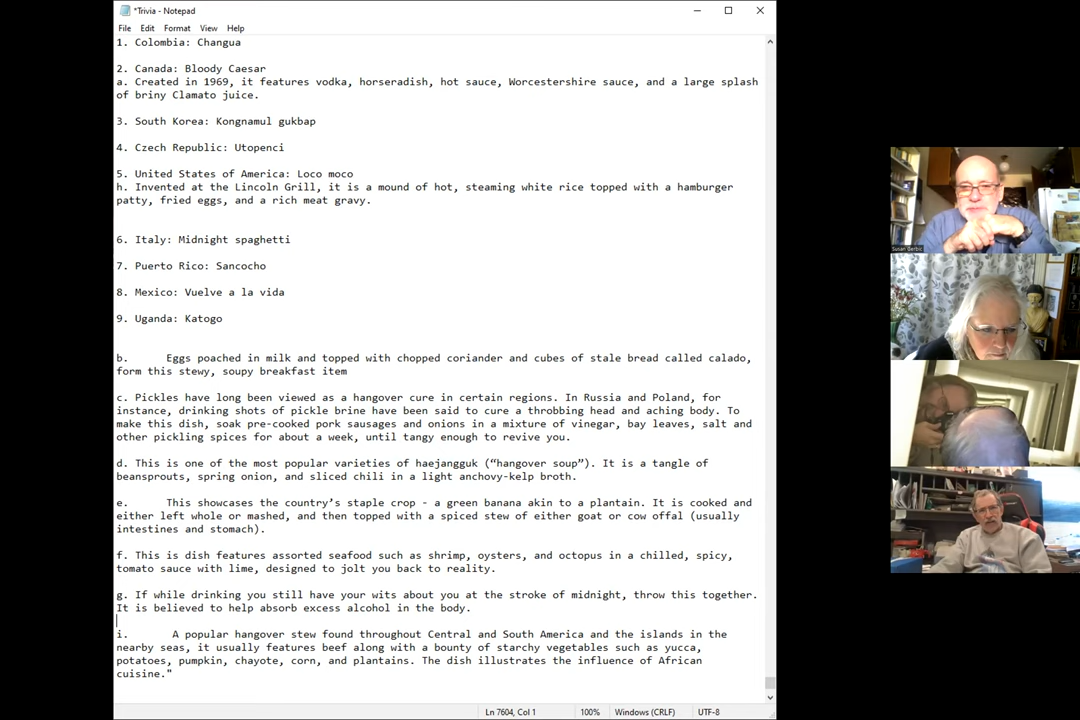 *Trivia - Notepad
File Edit Format View Help
1. Colombia: Changua
2. Canada: Bloody Caesar
a. Created in 1969, it features vodka, horseradish, hot sauce, Worcestershire sauce, and a large splash
of briny Clamato juice.
3. South Korea: Kongnamul gukbap
4. Czech Republic: Utopenci
5. United States of America: Loco moco
h. Invented at the Lincoln Grill, it is a mound of hot, steaming white rice topped with a hamburger
patty, fried eggs, and a rich meat gravy.
6. Italy: Midnight spaghetti
7. Puerto Rico: Sancocho
8. Mexico: Vuelve a la vida
9. Uganda: Katogo
b. Eggs poached in milk and topped with chopped coriander and cubes of stale bread called calado,
form this stewy, soupy breakfast item
c. Pickles have long been viewed as a hangover cure in certain regions. In Russia and Poland, for
instance, drinking shots of pickle brine have been said to cure a throbbing head and aching body. To
make this dish, soak pre-cooked pork sausages and onions in a mixture of vinegar, bay leaves, salt and
other pickling spices for about a week, until tangy enough to revive you.
d. This is one of the most popular varieties of haejangguk (“hangover soup”). It is a tangle of
beansprouts, spring onion, and sliced chili in a light anchovy-kelp broth.
e. This showcases the country’s staple crop - a green banana akin to a plantain. It is cooked and
either left whole or mashed, and then topped with a spiced stew of either goat or cow offal (usually
intestines and stomach).
f. This is dish features assorted seafood such as shrimp, oysters, and octopus in a chilled, spicy,
tomato sauce with lime, designed to jolt you back to reality.
g. If while drinking you still have your wits about you at the stroke of midnight, throw this together.
It is believed to help absorb excess alcohol in the body.
i. A popular hangover stew found throughout Central and South America and the islands in the
nearby seas, it usually features beef along with a bounty of starchy vegetables such as yucca,
potatoes, pumpkin, chayote, corn, and plantains. The dish illustrates the influence of African
cuisine."
Ln 7604, Col 1 100% Windows (CRLF) UTF-8
Susan Gerbic